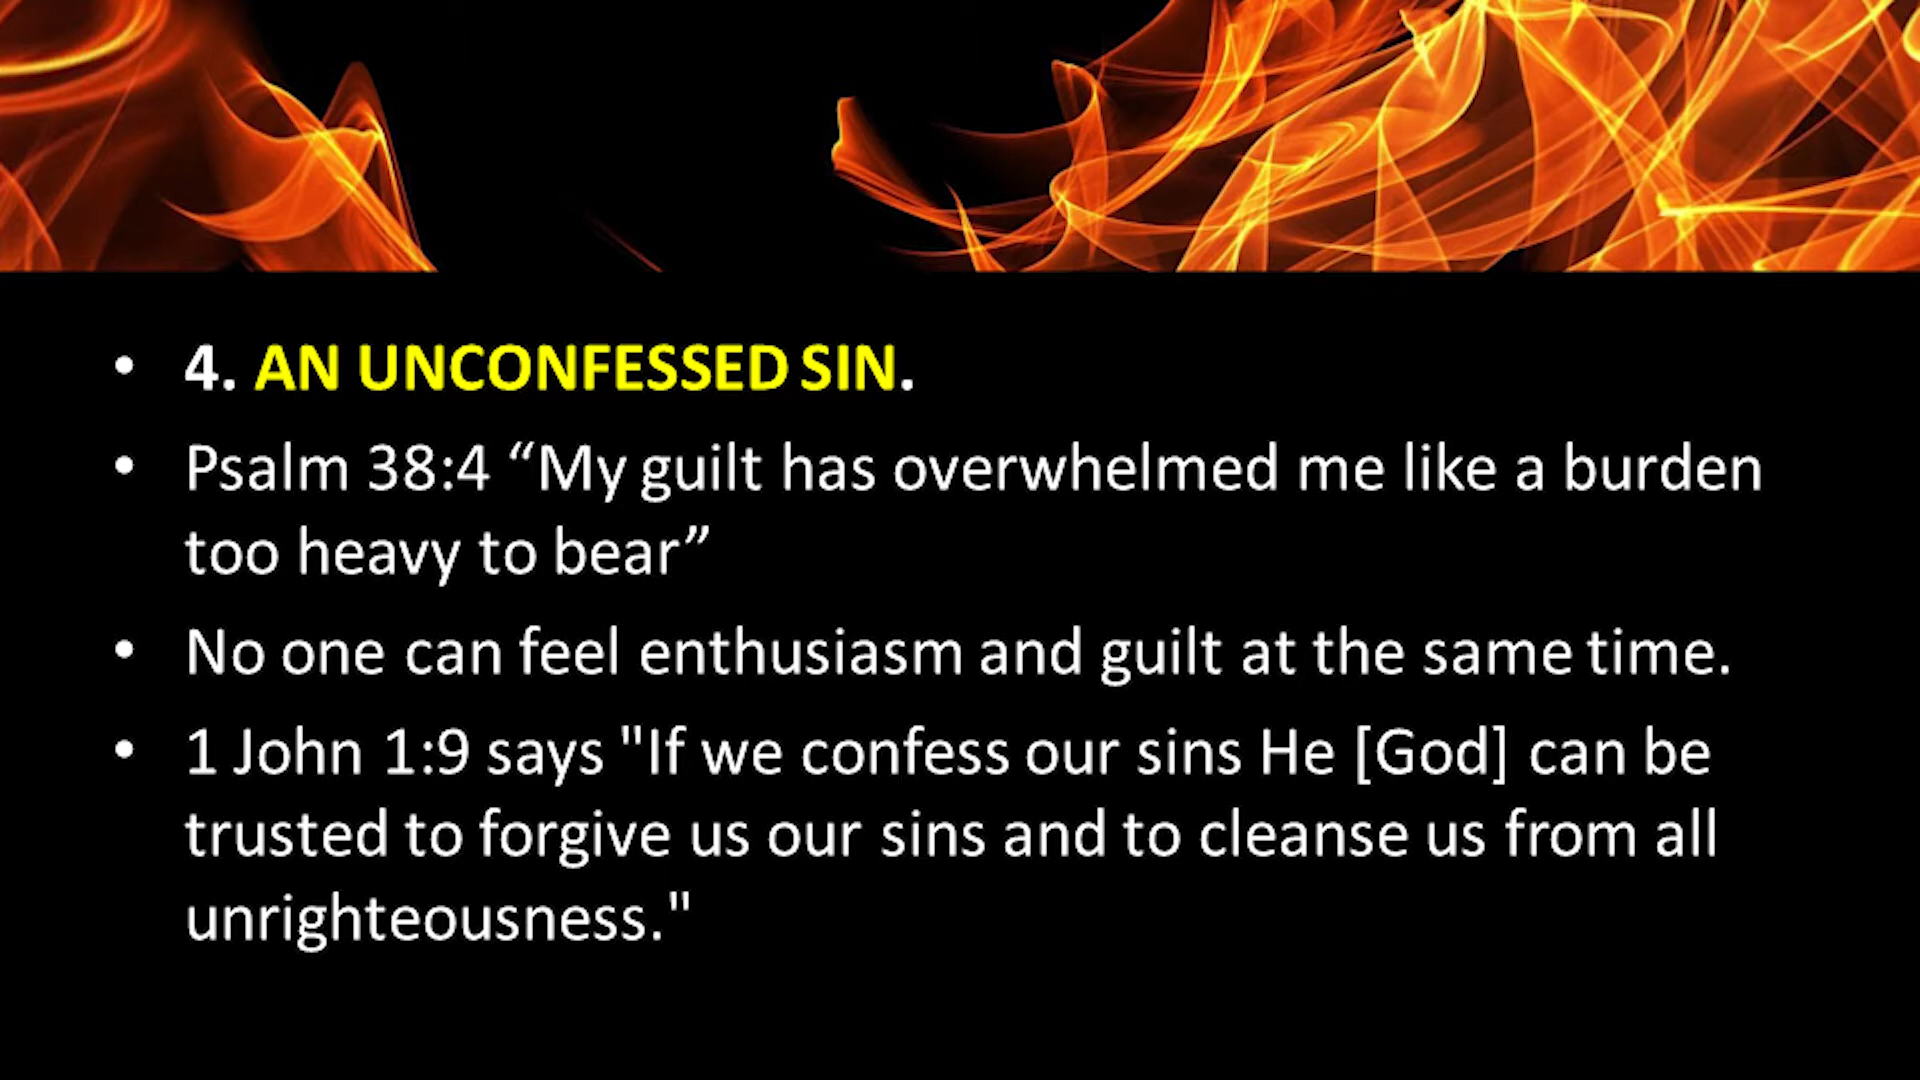 • 4. AN UNCONFESSED SIN.
• Psalm 38:4 “My guilt has overwhelmed me like a burden
too heavy to bear”
• No one can feel enthusiasm and guilt at the same time.
• 1 John 1:9 says "If we confess our sins He [God] can be
trusted to forgive us our sins and to cleanse us from all
unrighteousness."